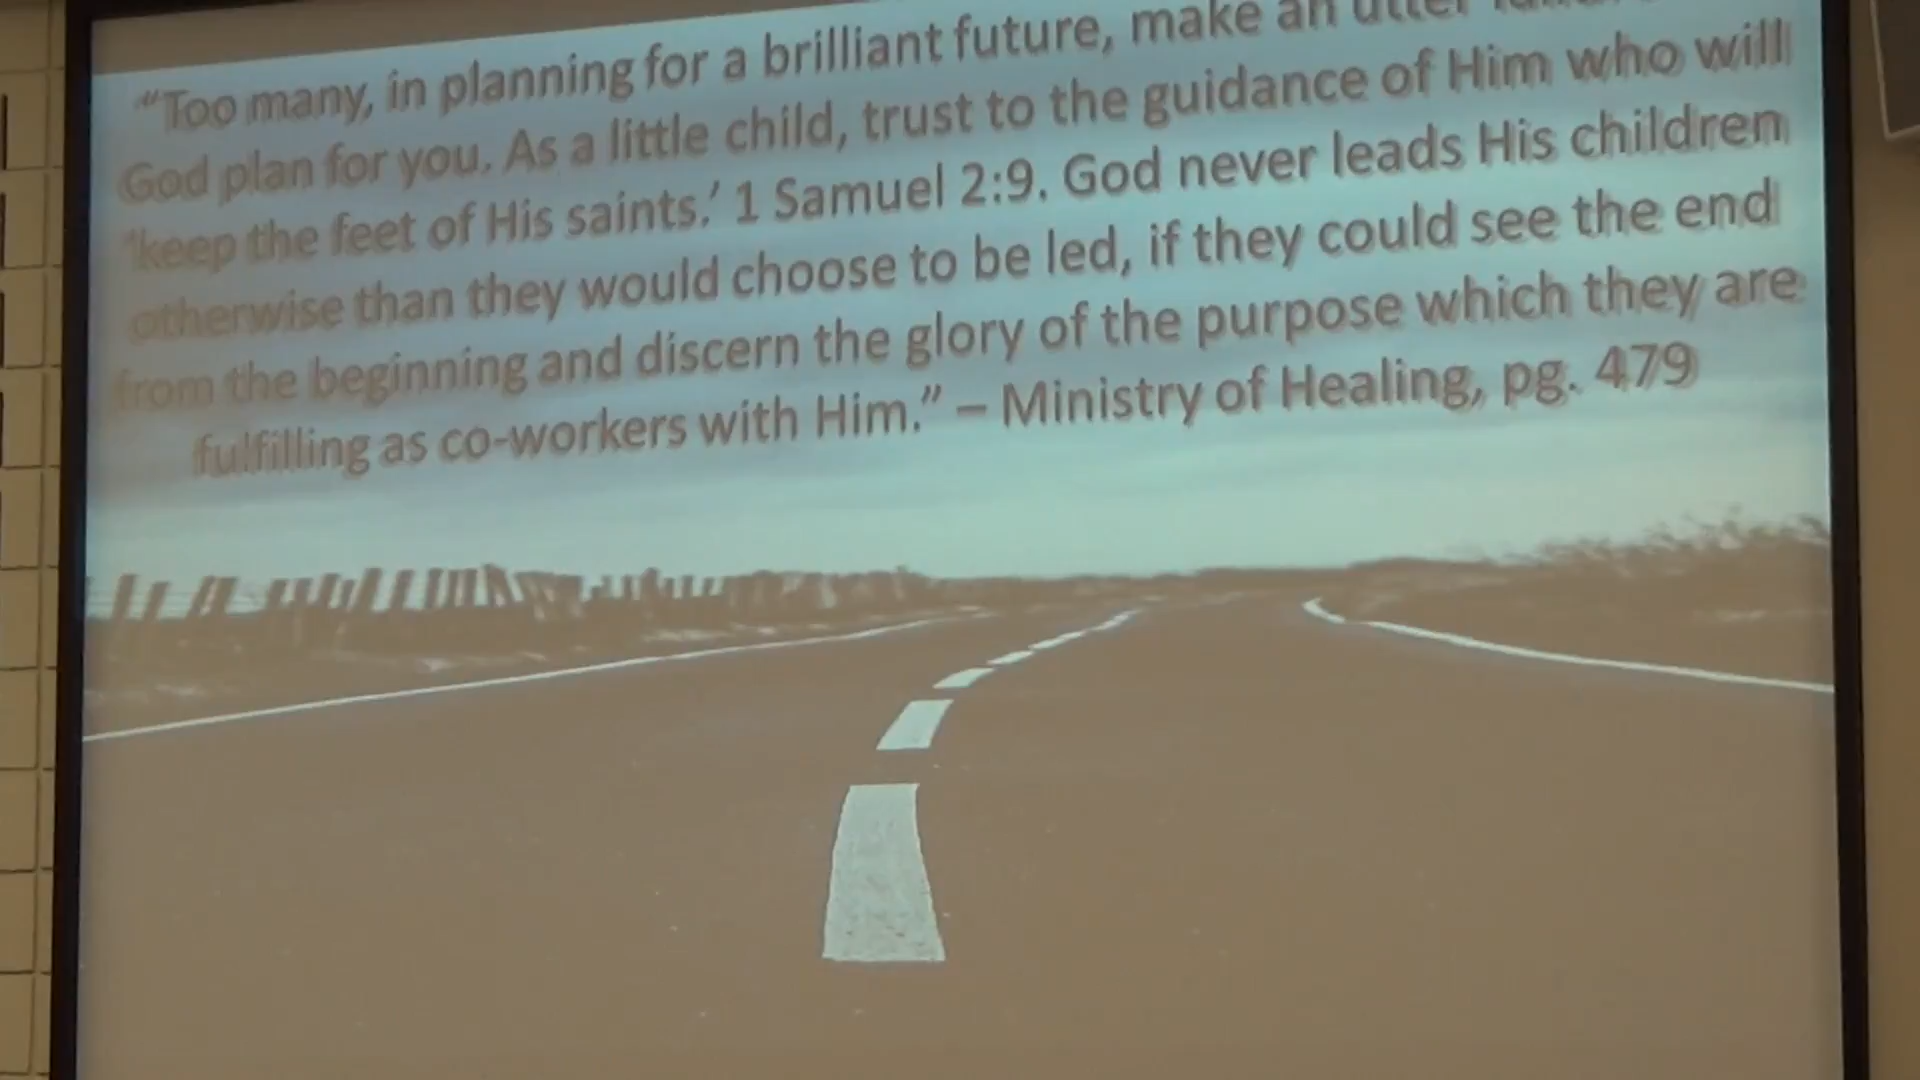 “Too many, in planning for a brilliant future, make an utter
God plan for you. As a little child, trust to the guidance of Him who will
‘keep the feet of His saints.’ 1 Samuel 2:9. God never leads His children
otherwise than they would choose to be led, if they could see the end
from the beginning and discern the glory of the purpose which they are
fulfilling as co-workers with Him.” – Ministry of Healing, pg. 479